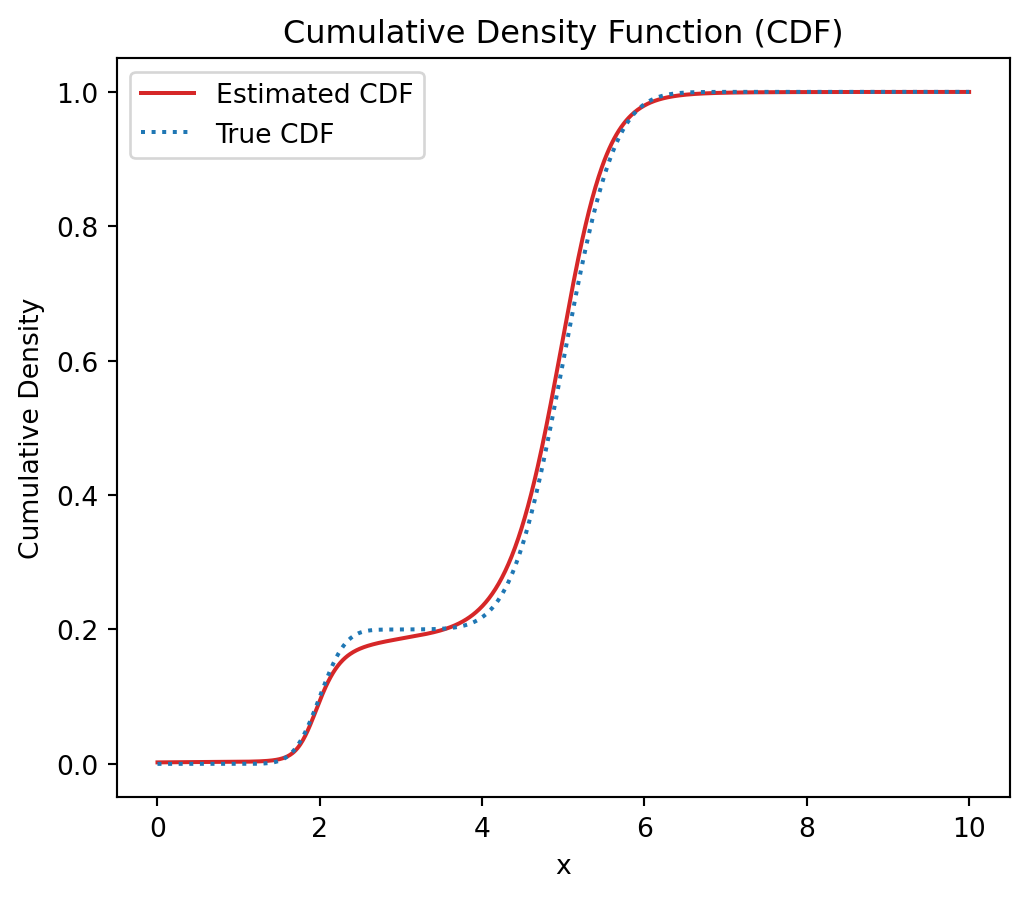 Cumulative Density Function (CDF)
Estimated CDF
True CDF
Cumulative Density
1.0
0.8
0.6
0.4
0.2
0.0
0 2 4 6 8 10
x